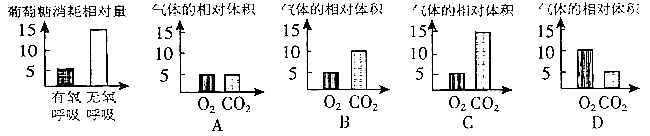 葡萄糖消耗相对量
15
10
5
有氧 无氧
呼吸 呼吸
气体的相对体积
15
10
5
O₂ CO₂
A
气体的相对体积
15
10
5
O₂ CO₂
B
气体的相对体积
15
10
5
O₂ CO₂
C
气体的相对体积
15
10
5
O₂ CO₂
D